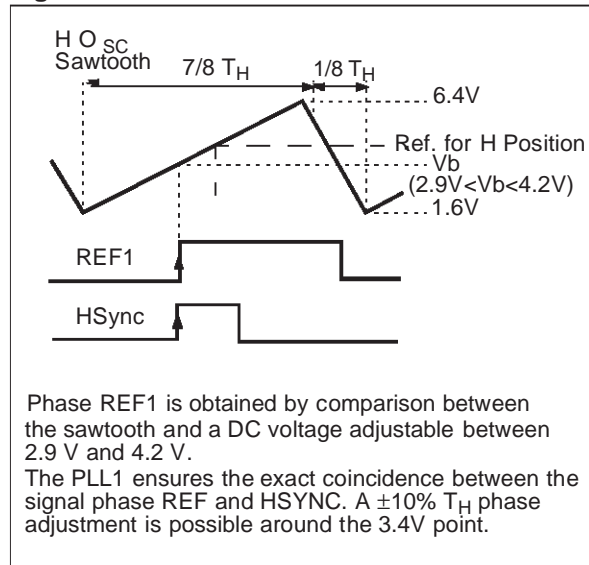 H O SC
Sawtooth
7/8 TH
1/8 TH
6.4V
Ref. for H Position
Vb
(2.9V<Vb<4.2V)
1.6V
REF1
HSync
Phase REF1 is obtained by comparison between
the sawtooth and a DC voltage adjustable between
2.9 V and 4.2 V.
The PLL1 ensures the exact coincidence between the
signal phase REF and HSYNC. A ±10% TH phase
adjustment is possible around the 3.4V point.